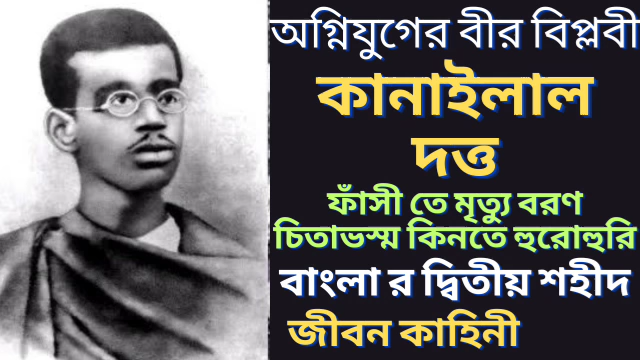 অগ্নিযুগের বীর বিপ্লবী
কানাইলাল
দত্ত
ফাঁসী তে মৃত্যু বরণ
চিতাভস্ম কিনতে হুরোহুরি
বাংলা র দ্বিতীয় শহীদ
জীবন কাহিনী